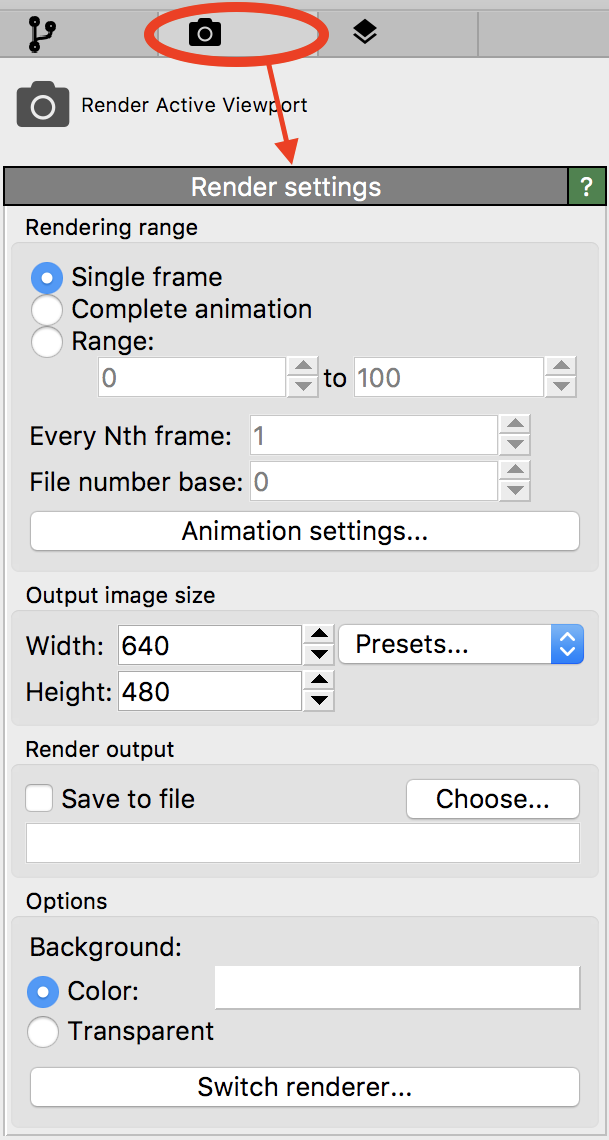 Render Active Viewport
Render settings ?
Rendering range
Single frame
Complete animation
Range:
0 to 100
Every Nth frame: 1
File number base: 0
Animation settings...
Output image size
Width: 640 Presets...
Height: 480
Render output
Save to file Choose...
Options
Background:
Color:
Transparent
Switch renderer...